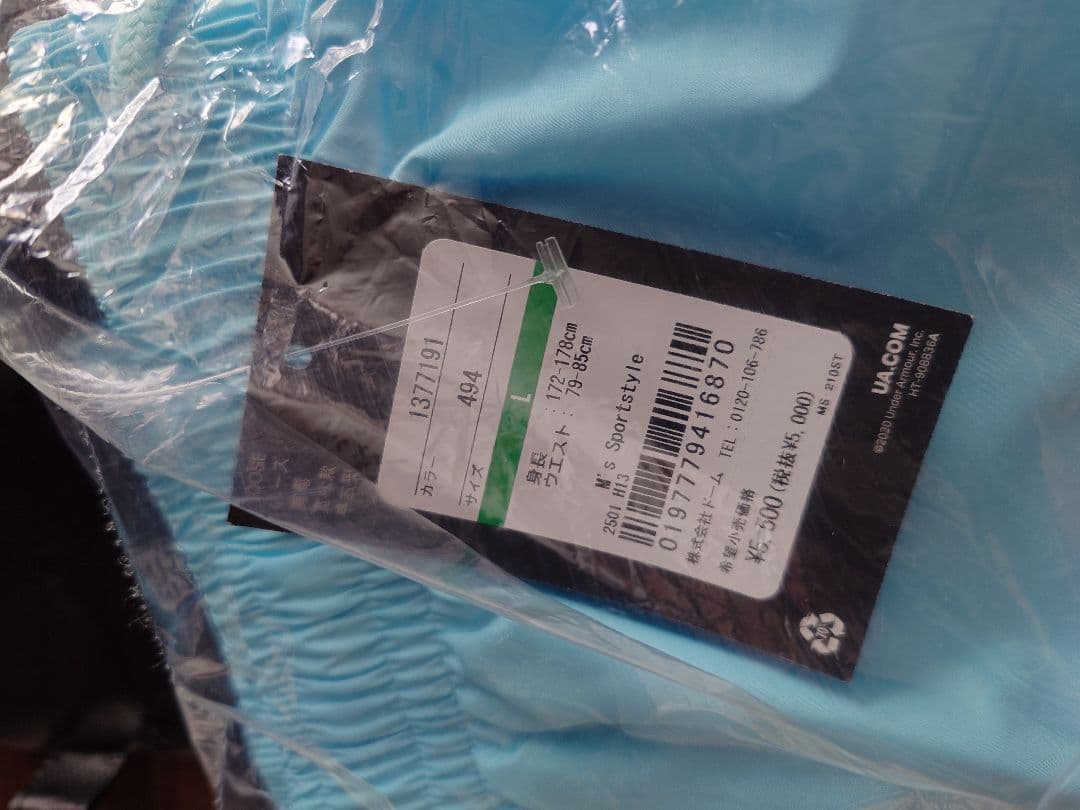 1377191
カラー
494
サイズ
L
身長 : 172-178cm
ウエスト : 79-85cm
M's Sportstyle
2501 H13
0197779416870
株式会社ドーム TEL : 0120-106-786
希望小売価格
¥5,500(税抜¥5,000)
MS 210ST
UA.COM
©2020 Under Armour, Inc.
HT-908836A